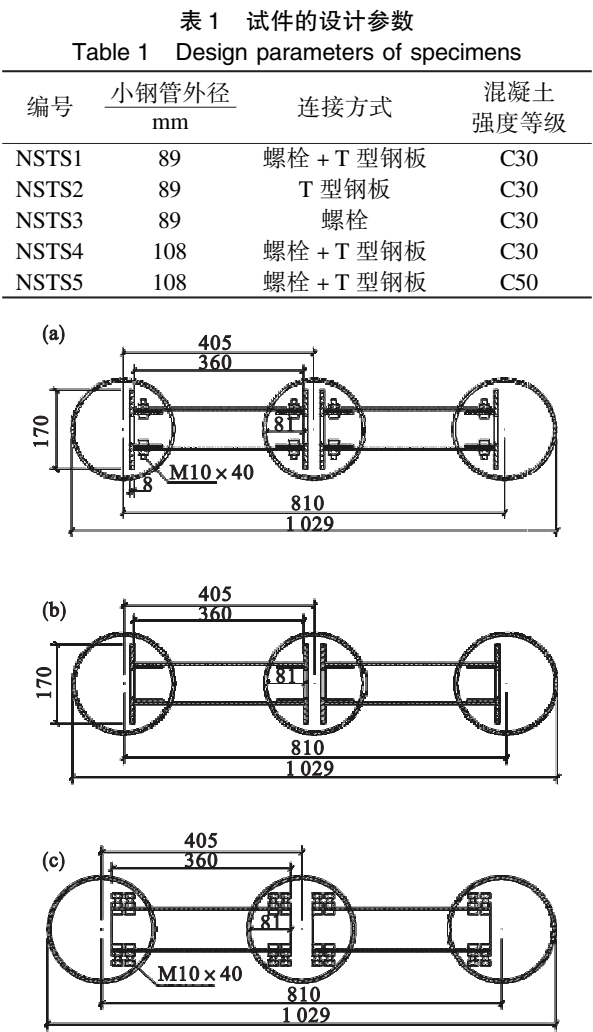 表 1 试件的设计参数
Table 1 Design parameters of specimens
编号 小钢管外径 mm 连接方式 混凝土强度等级
NSTS1 89 螺栓 + T 型钢板 C30
NSTS2 89 T 型钢板 C30
NSTS3 89 螺栓 C30
NSTS4 108 螺栓 + T 型钢板 C30
NSTS5 108 螺栓 + T 型钢板 C50
(a)
405
360
170
81
M10 × 40
8
810
1 029
(b)
405
360
170
81
810
1 029
(c)
405
360
81
M10 × 40
810
1 029